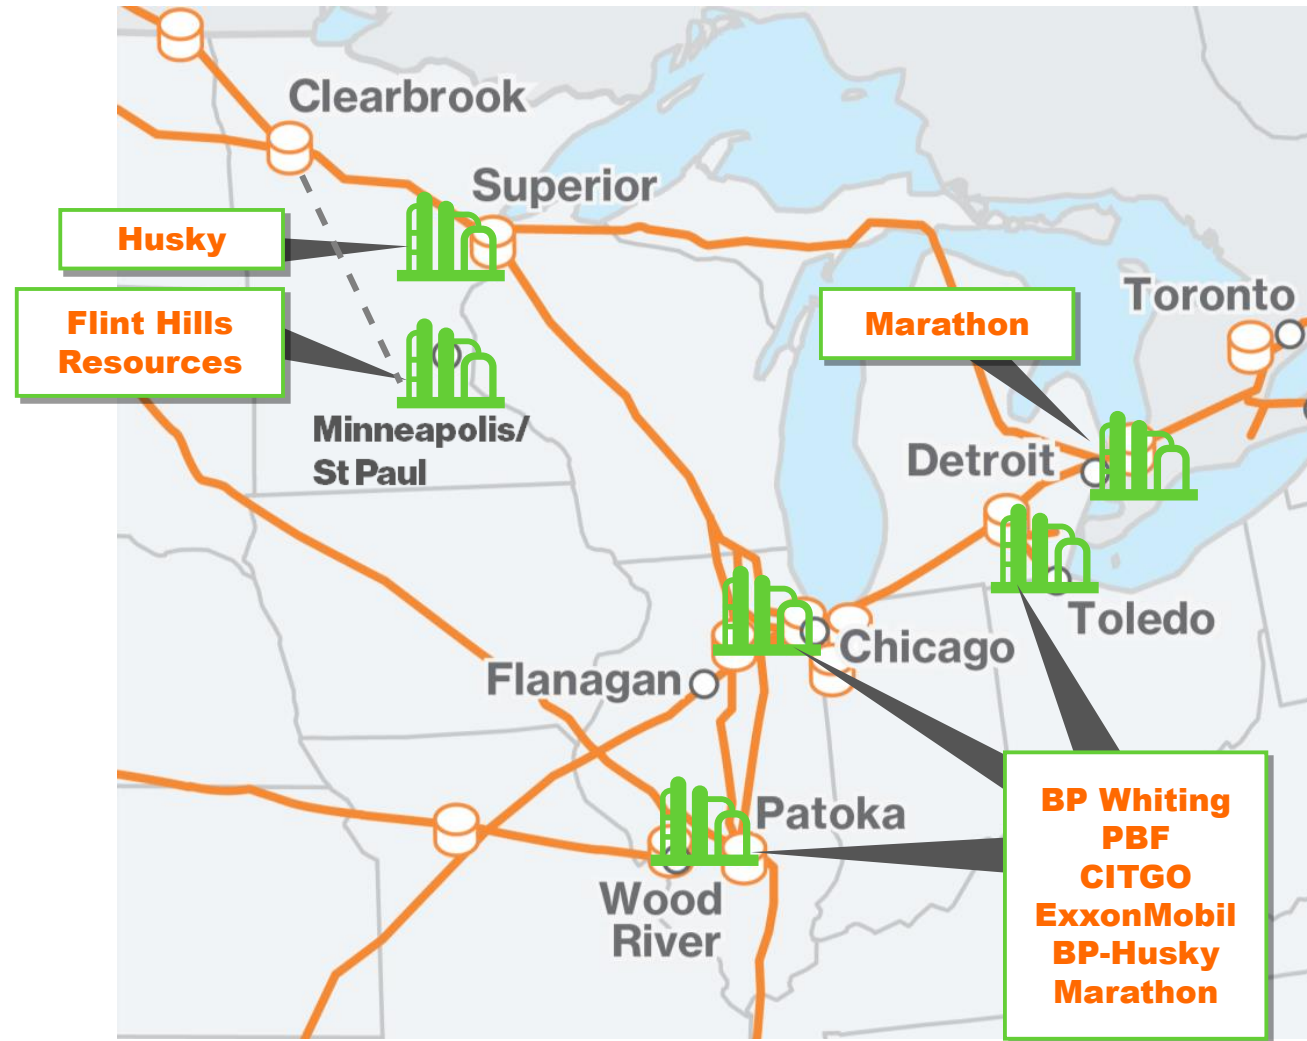 Clearbrook
Superior
Husky
Flint Hills
Resources
Marathon
Toronto
Minneapolis/
St Paul
Detroit
Toledo
Chicago
Flanagan
Patoka
BP Whiting
PBF
CITGO
ExxonMobil
BP-Husky
Marathon
Wood
River